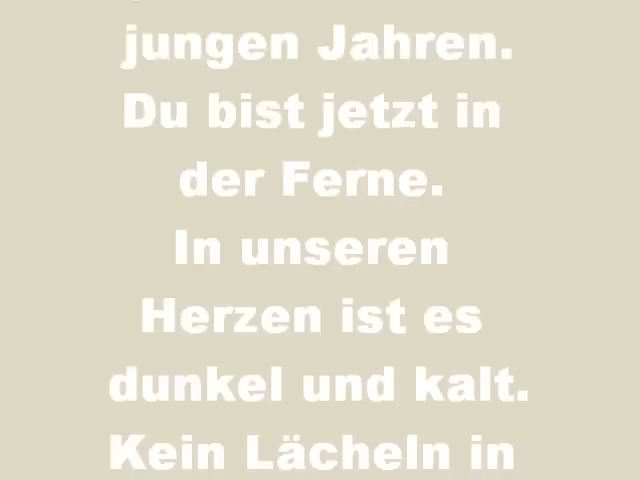 jungen Jahren.
Du bist jetzt in
der Ferne.
In unseren
Herzen ist es
dunkel und kalt.
Kein Lächeln in